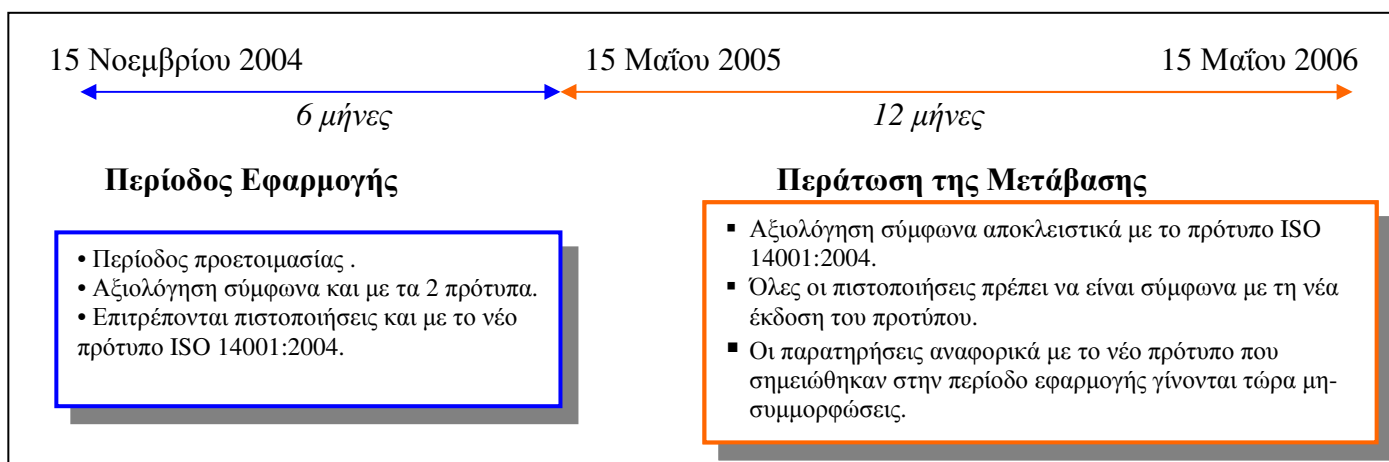 15 Νοεμβρίου 2004 15 Μαΐου 2005 15 Μαΐου 2006
6 μήνες 12 μήνες
Περίοδος Εφαρμογής
• Περίοδος προετοιμασίας .
• Αξιολόγηση σύμφωνα και με τα 2 πρότυπα.
• Επιτρέπονται πιστοποιήσεις και με το νέο
πρότυπο ISO 14001:2004.
Περάτωση της Μετάβασης
▪ Αξιολόγηση σύμφωνα αποκλειστικά με το πρότυπο ISO
14001:2004.
▪ Όλες οι πιστοποιήσεις πρέπει να είναι σύμφωνα με τη νέα
έκδοση του προτύπου.
▪ Οι παρατηρήσεις αναφορικά με το νέο πρότυπο που
σημειώθηκαν στην περίοδο εφαρμογής γίνονται τώρα μη-
συμμορφώσεις.